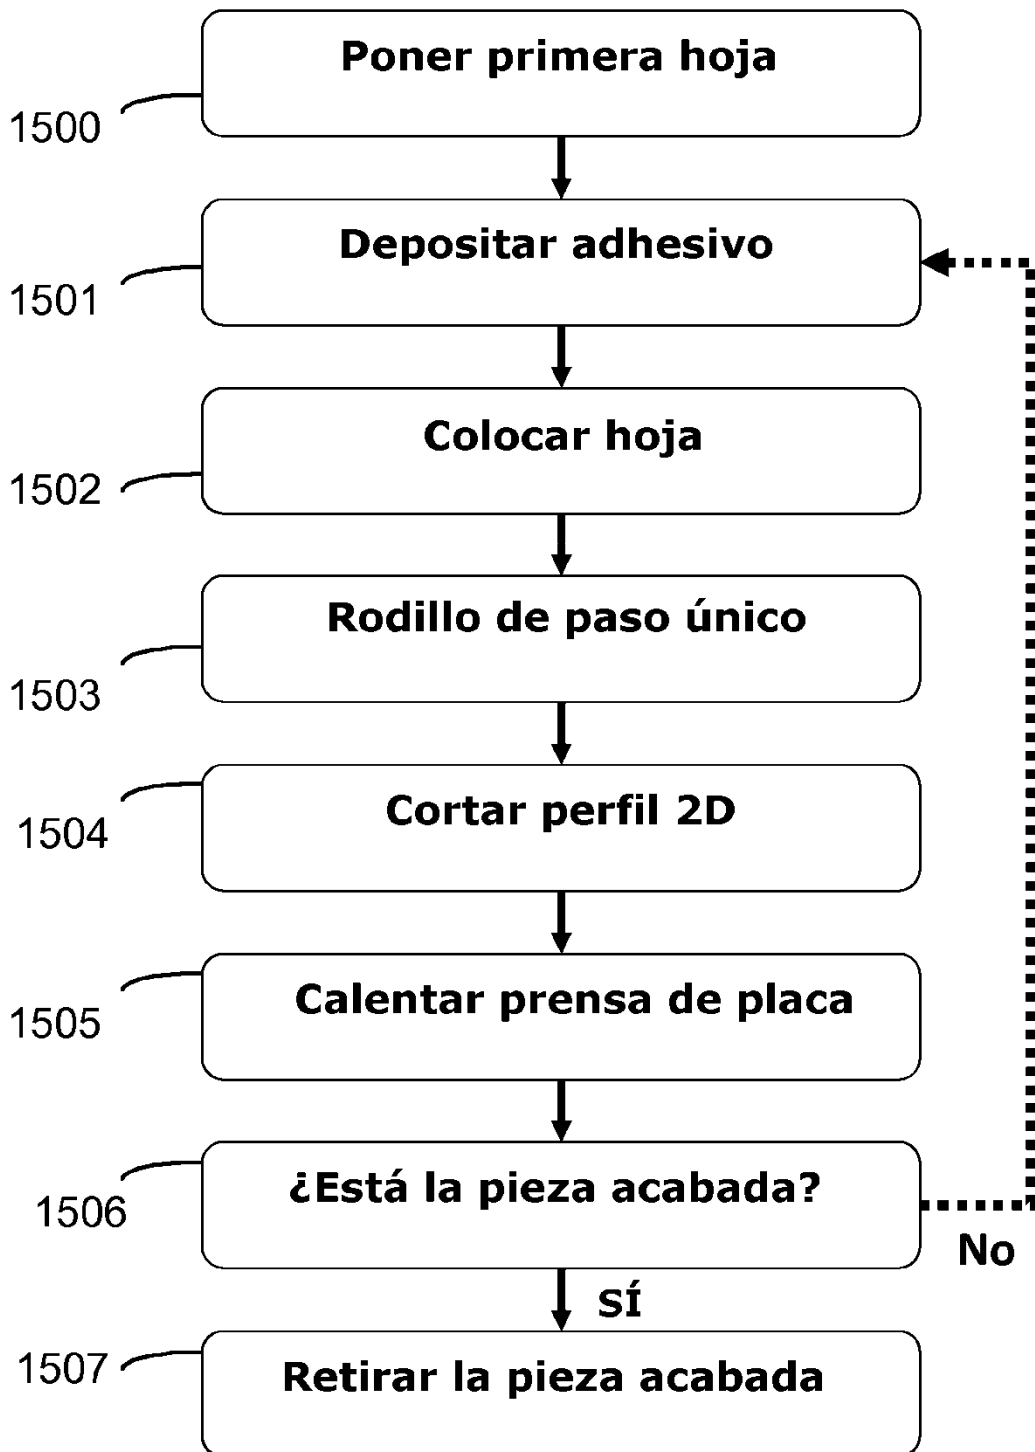 Poner primera hoja
1500
Depositar adhesivo
1501
Colocar hoja
1502
Rodillo de paso único
1503
Cortar perfil 2D
1504
Calentar prensa de placa
1505
¿Está la pieza acabada?
1506
No
SÍ
Retirar la pieza acabada
1507